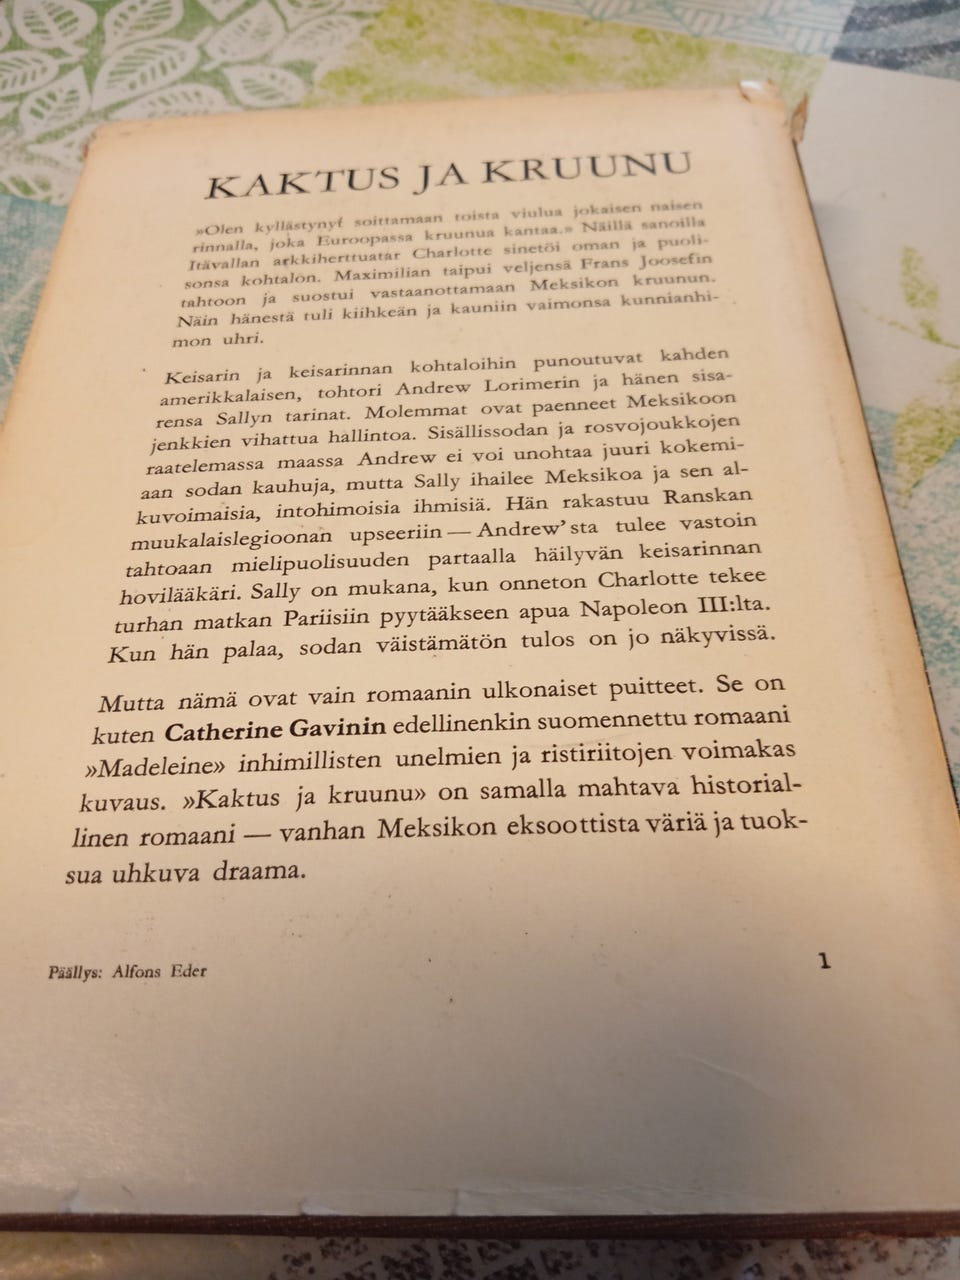 KAKTUS JA KRUUNU
»Olen kyllästynyt soittamaan toista viulua jokaisen naisen
rinnalla, joka Euroopassa kruunua kantaa.» Näillä sanoilla
Itävallan arkkiherttuatar Charlotte sinetöi oman ja puoli-
sonsa kohtalon. Maximilian taipui veljensä Frans Joosefin
tahtoon ja suostui vastaanottamaan Meksikon kruunun.
Näin hänestä tuli kiihkeän ja kauniin vaimonsa kunnianhi-
mon uhri.
Keisarin ja keisarinnan kohtaloihin punoutuvat kahden
amerikkalaisen, tohtori Andrew Lorimerin ja hänen sisa-
rensa Sallyn tarinat. Molemmat ovat paenneet Meksikoon
jenkkien vihattua hallintoa. Sisällissodan ja rosvojoukkojen
raatelemassa maassa Andrew ei voi unohtaa juuri kokemi-
aan sodan kauhuja, mutta Sally ihailee Meksikoa ja sen al-
kuvoimaisia, intohimoisia ihmisiä. Hän rakastuu Ranskan
muukalaislegioonan upseeriin — Andrew'sta tulee vastoin
tahtoaan mielipuolisuuden partaalla häilyvän keisarinnan
hovilääkäri. Sally on mukana, kun onneton Charlotte tekee
turhan matkan Pariisiin pyytääkseen apua Napoleon III:lta.
Kun hän palaa, sodan väistämätön tulos on jo näkyvissä.
Mutta nämä ovat vain romaanin ulkonaiset puitteet. Se on
kuten Catherine Gavinin edellinenkin suomennettu romaani
»Madeleine» inhimillisten unelmien ja ristiriitojen voimakas
kuvaus. »Kaktus ja kruunu» on samalla mahtava historial-
linen romaani — vanhan Meksikon eksoottista väriä ja tuok-
sua uhkuva draama.
Päällys: Alfons Eder
1